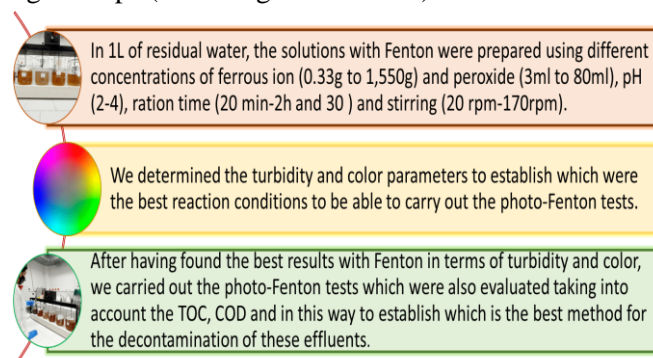 In 1L of residual water, the solutions with Fenton were prepared using different
concentrations of ferrous ion (0.33g to 1,550g) and peroxide (3ml to 80ml), pH
(2-4), ration time (20 min-2h and 30 ) and stirring (20 rpm-170rpm).
We determined the turbidity and color parameters to establish which were
the best reaction conditions to be able to carry out the photo-Fenton tests.
After having found the best results with Fenton in terms of turbidity and color,
we carried out the photo-Fenton tests which were also evaluated taking into
account the TOC, COD and in this way to establish which is the best method for
the decontamination of these effluents.